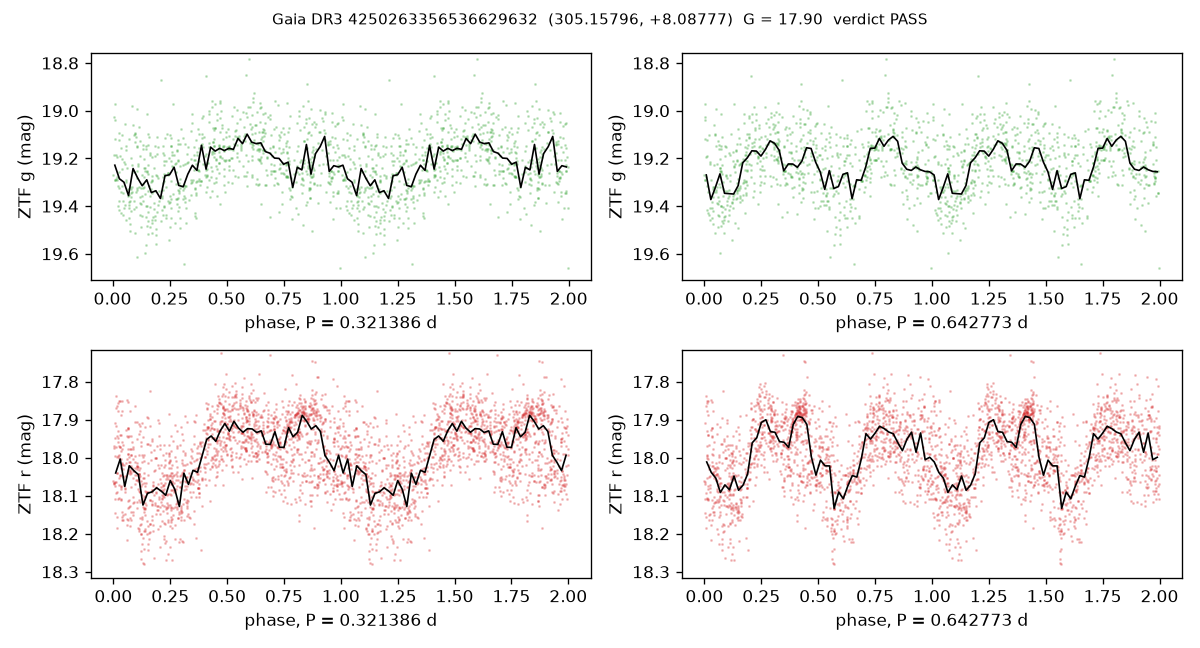 Gaia DR3 4250263356536629632  (305.15796, +8.08777)  G = 17.90  verdict PASS
ZTF g (mag)
18.8
19.0
19.2
19.4
19.6
0.00 0.25 0.50 0.75 1.00 1.25 1.50 1.75 2.00
phase, P = 0.321386 d
ZTF g (mag)
18.8
19.0
19.2
19.4
19.6
0.00 0.25 0.50 0.75 1.00 1.25 1.50 1.75 2.00
phase, P = 0.642773 d
ZTF r (mag)
17.8
17.9
18.0
18.1
18.2
18.3
0.00 0.25 0.50 0.75 1.00 1.25 1.50 1.75 2.00
phase, P = 0.321386 d
ZTF r (mag)
17.8
17.9
18.0
18.1
18.2
18.3
0.00 0.25 0.50 0.75 1.00 1.25 1.50 1.75 2.00
phase, P = 0.642773 d